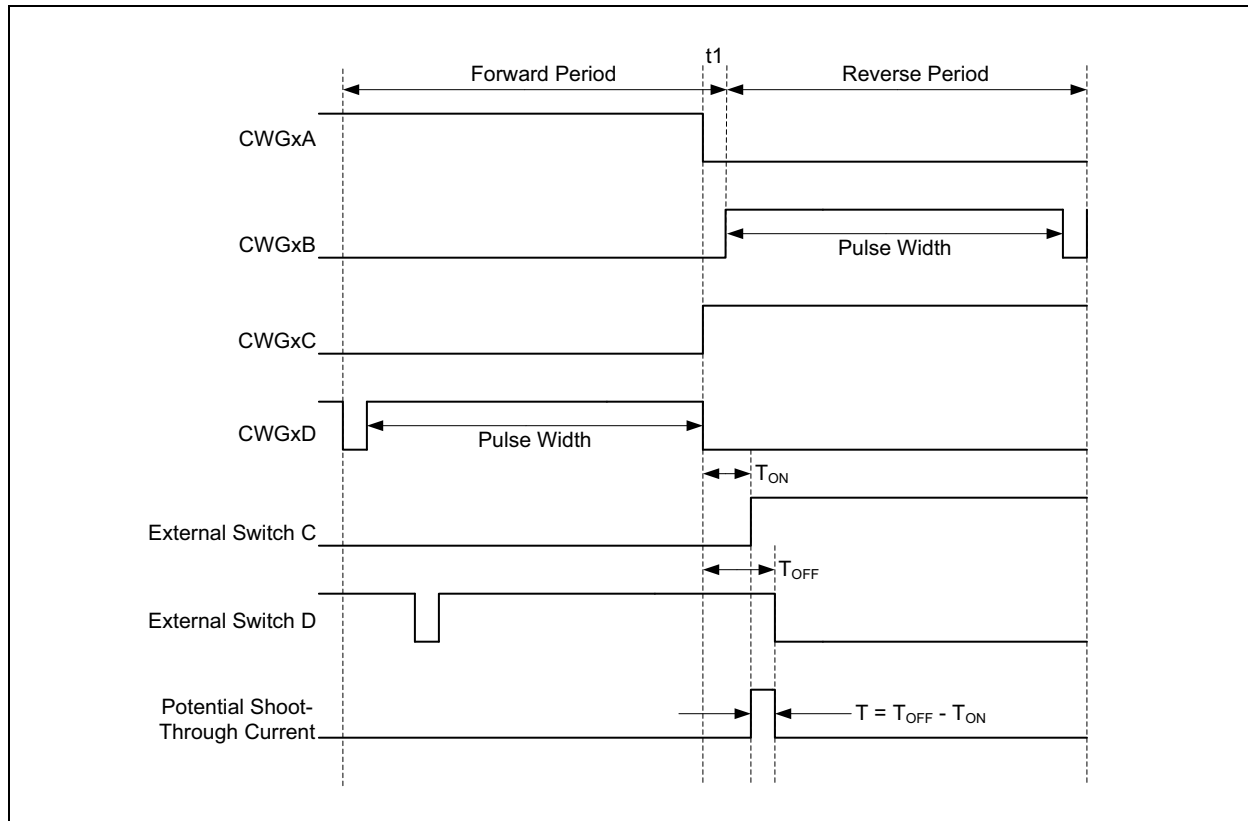 t1
Forward Period
Reverse Period
CWGxA
CWGxB
Pulse Width
CWGxC
CWGxD
Pulse Width
TON
External Switch C
TOFF
External Switch D
Potential Shoot-
Through Current
T = TOFF - TON